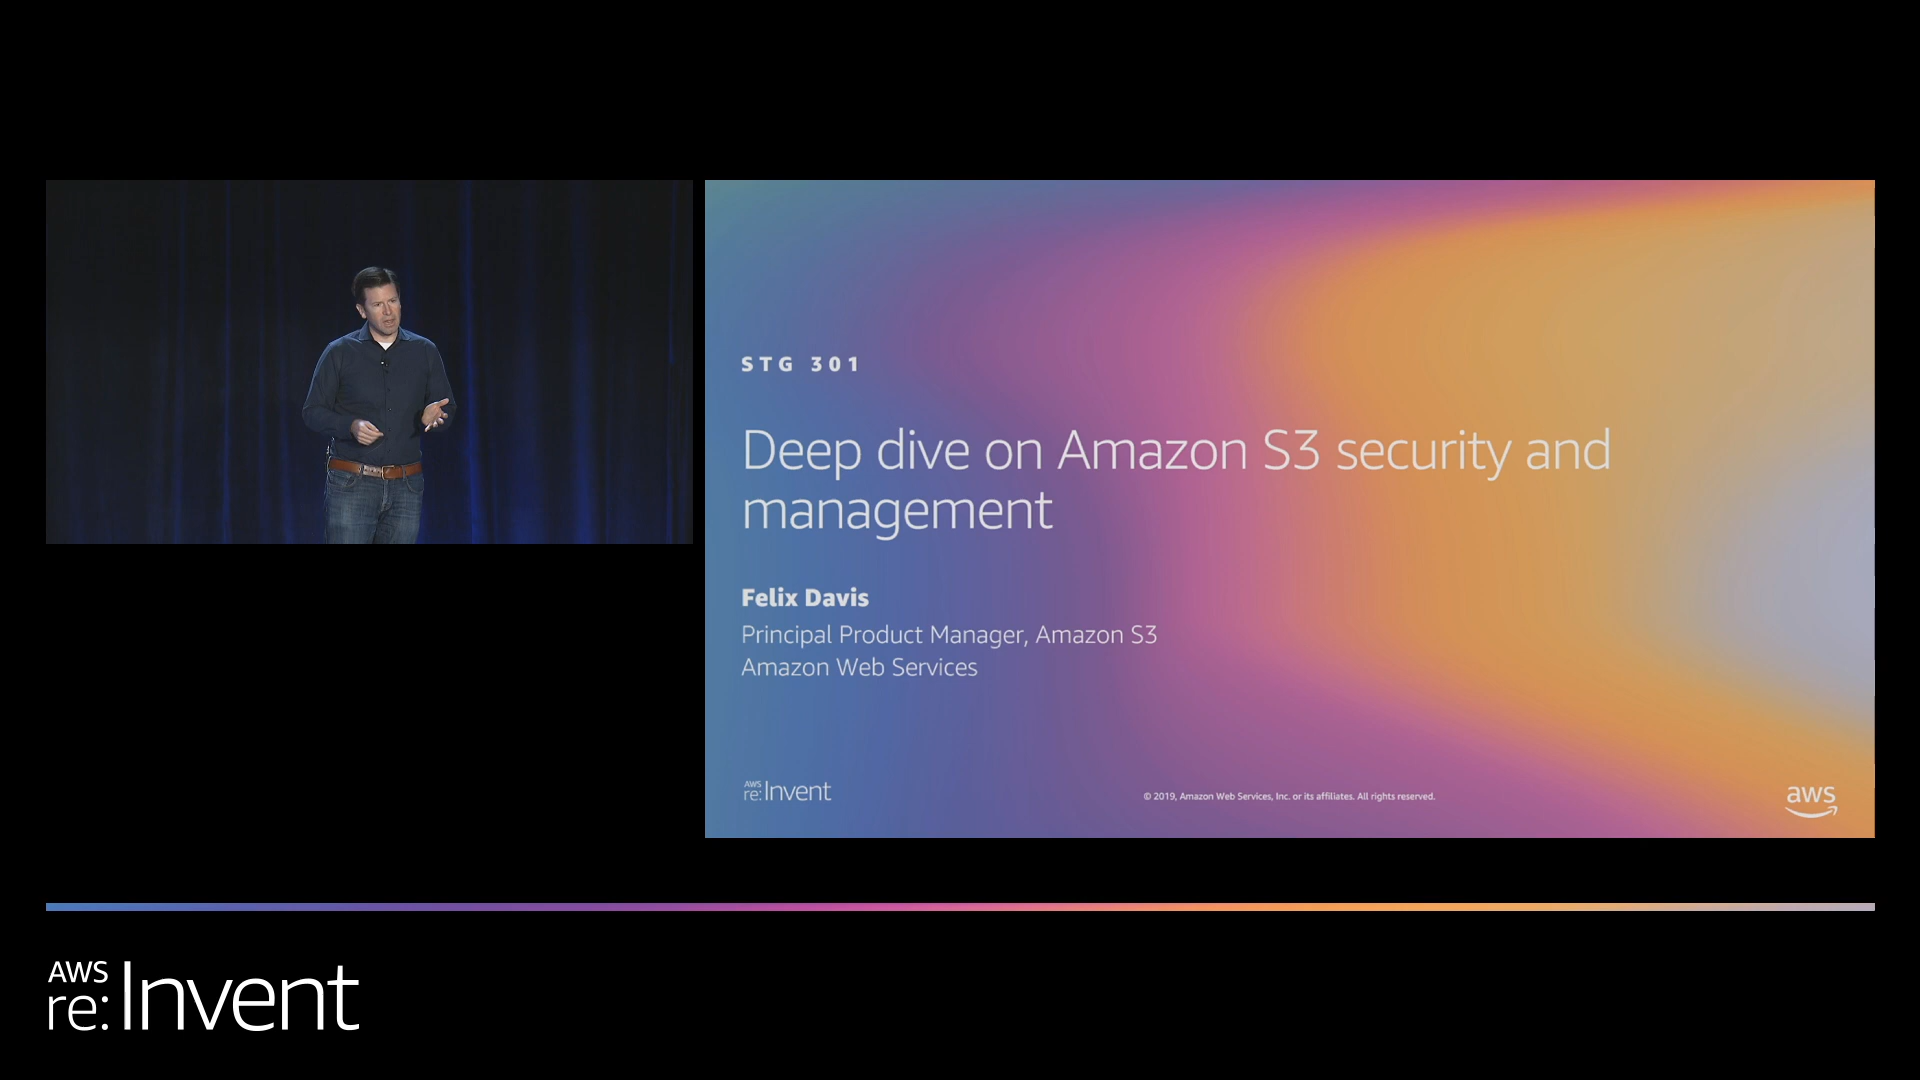 STG 301
Deep dive on Amazon S3 security and
management
Felix Davis
Principal Product Manager, Amazon S3
Amazon Web Services
AWS
re:Invent
© 2019, Amazon Web Services, Inc. or its affiliates. All rights reserved.
aws
AWS
re:Invent